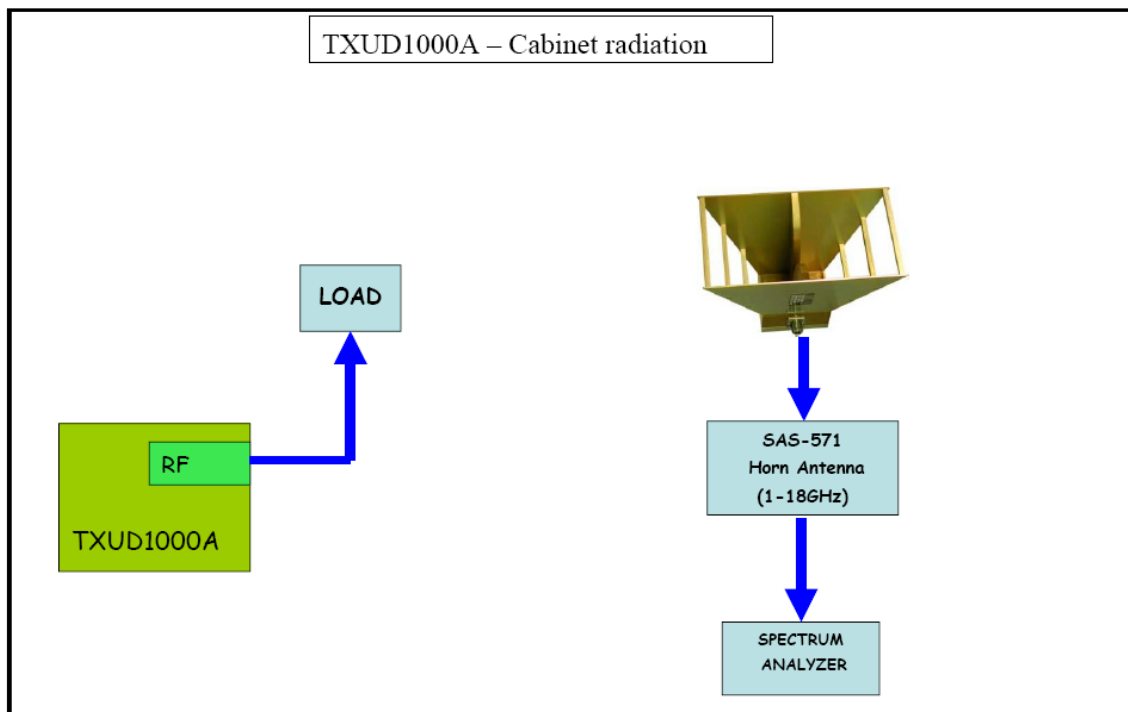 TXUD1000A – Cabinet radiation
LOAD
RF
TXUD1000A
SAS-571
Horn Antenna
(1-18GHz)
SPECTRUM
ANALYZER